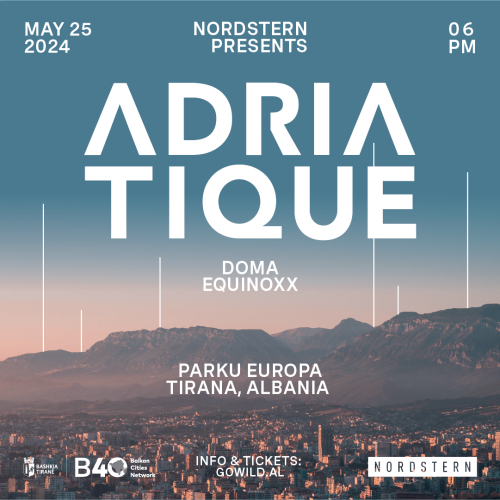 MAY 25
2024
NORDSTERN
PRESENTS
06
PM
ADRIA
TIQUE
DOMA
EQUINOXX
PARKU EUROPA
TIRANA, ALBANIA
BASHKIA
TIRANË
B40
Balkan
Cities
Network
INFO & TICKETS:
GOWILD.AL
NORDSTERN